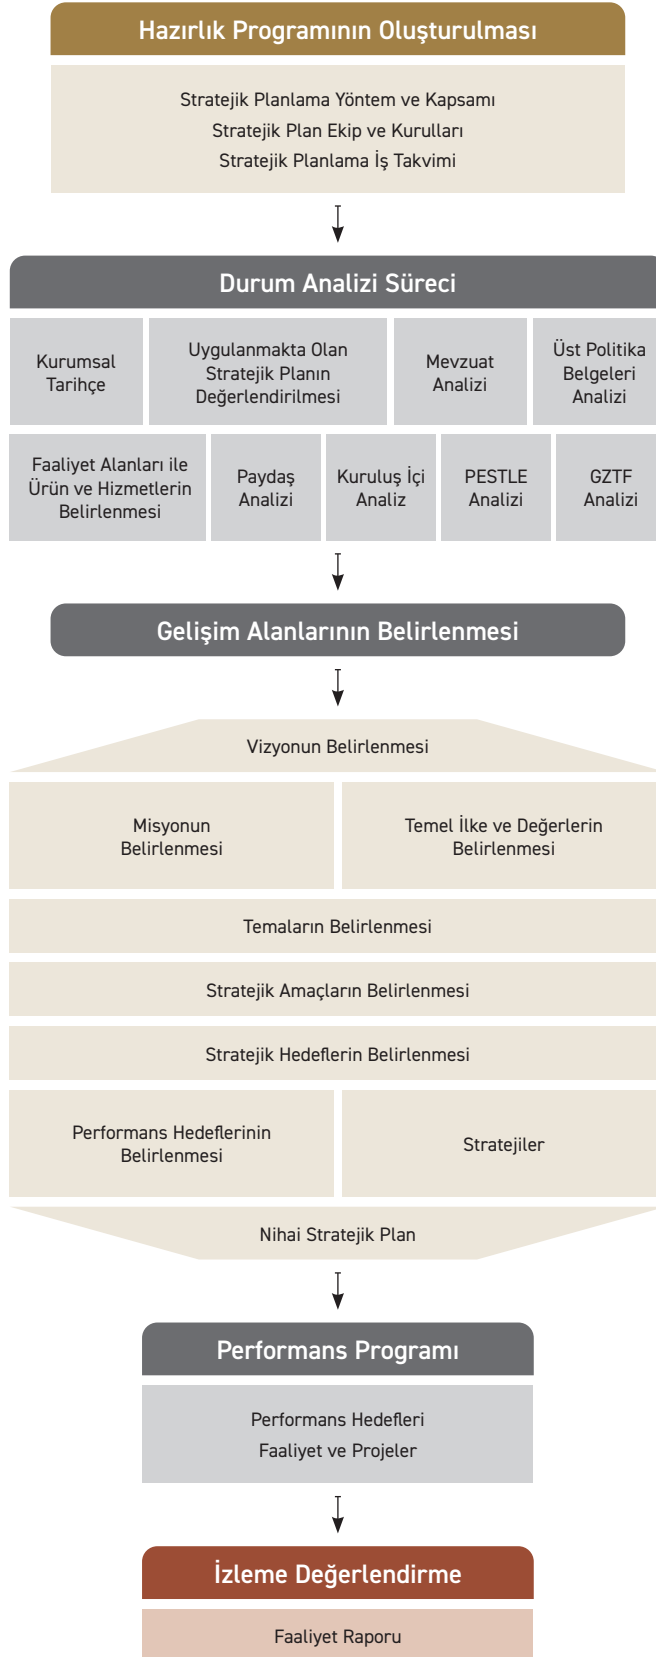 Hazırlık Programının Oluşturulması
Stratejik Planlama Yöntem ve Kapsamı
Stratejik Plan Ekip ve Kurulları
Stratejik Planlama İş Takvimi
Durum Analizi Süreci
Kurumsal
Tarihçe
Uygulanmakta Olan
Stratejik Planın
Değerlendirilmesi
Mevzuat
Analizi
Üst Politika
Belgeleri
Analizi
Faaliyet Alanları ile
Ürün ve Hizmetlerin
Belirlenmesi
Paydaş
Analizi
Kuruluş İçi
Analiz
PESTLE
Analizi
GZTF
Analizi
Gelişim Alanlarının Belirlenmesi
Vizyonun Belirlenmesi
Misyonun
Belirlenmesi
Temel İlke ve Değerlerin
Belirlenmesi
Temaların Belirlenmesi
Stratejik Amaçların Belirlenmesi
Stratejik Hedeflerin Belirlenmesi
Performans Hedeflerinin
Belirlenmesi
Stratejiler
Nihai Stratejik Plan
Performans Programı
Performans Hedefleri
Faaliyet ve Projeler
İzleme Değerlendirme
Faaliyet Raporu